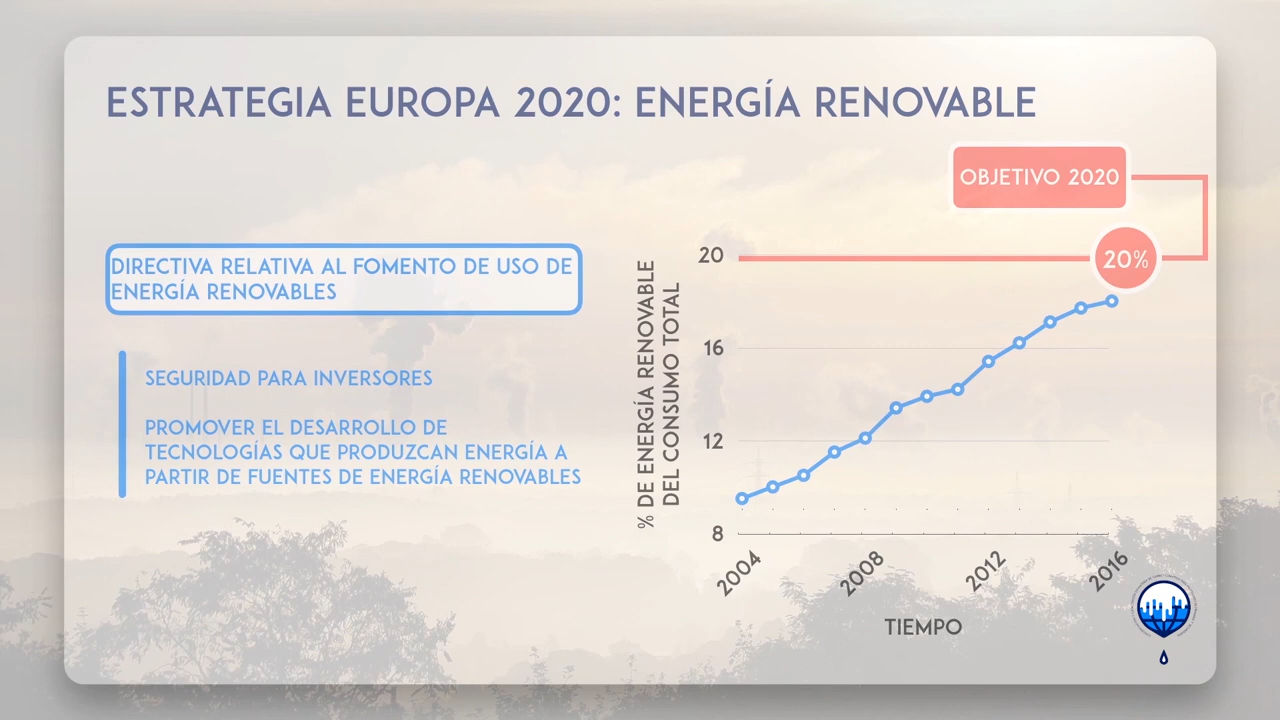 ESTRATEGIA EUROPA 2020: ENERGÍA RENOVABLE
OBJETIVO 2020
DIRECTIVA RELATIVA AL FOMENTO DE USO DE
ENERGÍA RENOVABLES
SEGURIDAD PARA INVERSORES
PROMOVER EL DESARROLLO DE
TECNOLOGÍAS QUE PRODUZCAN ENERGÍA A
PARTIR DE FUENTES DE ENERGÍA RENOVABLES
% DE ENERGÍA RENOVABLE
DEL CONSUMO TOTAL
20
20%
16
12
8
2004
2008
2012
2016
TIEMPO